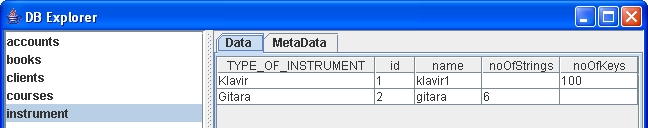 DB Explorer
accounts
books
clients
courses
instrument
Data MetaData
TYPE_OF_INSTRUMENT id name noOfStrings noOfKeys
Klavir 1 klavir1 100
Gitara 2 gitara 6